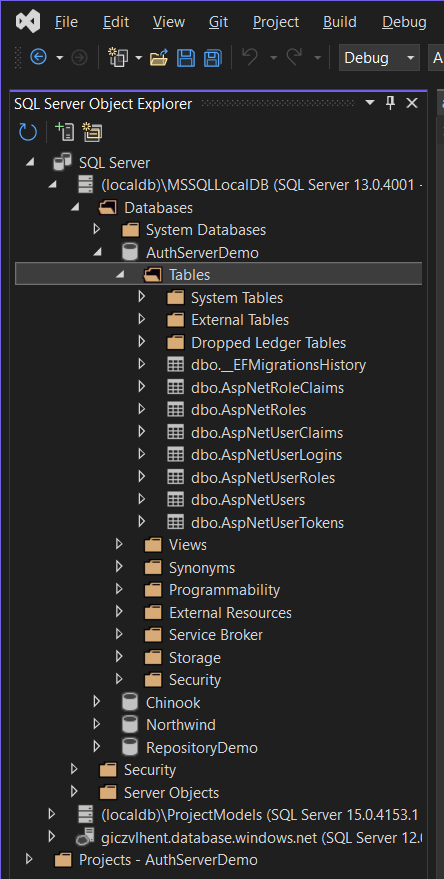 File Edit View Git Project Build Debug
Debug
SQL Server Object Explorer
SQL Server
(localdb)\MSSQLLocalDB (SQL Server 13.0.4001 -
Databases
System Databases
AuthServerDemo
Tables
System Tables
External Tables
Dropped Ledger Tables
dbo.__EFMigrationsHistory
dbo.AspNetRoleClaims
dbo.AspNetRoles
dbo.AspNetUserClaims
dbo.AspNetUserLogins
dbo.AspNetUserRoles
dbo.AspNetUsers
dbo.AspNetUserTokens
Views
Synonyms
Programmability
External Resources
Service Broker
Storage
Security
Chinook
Northwind
RepositoryDemo
Security
Server Objects
(localdb)\ProjectModels (SQL Server 15.0.4153.1
giczvlhent.database.windows.net (SQL Server 12.
Projects - AuthServerDemo